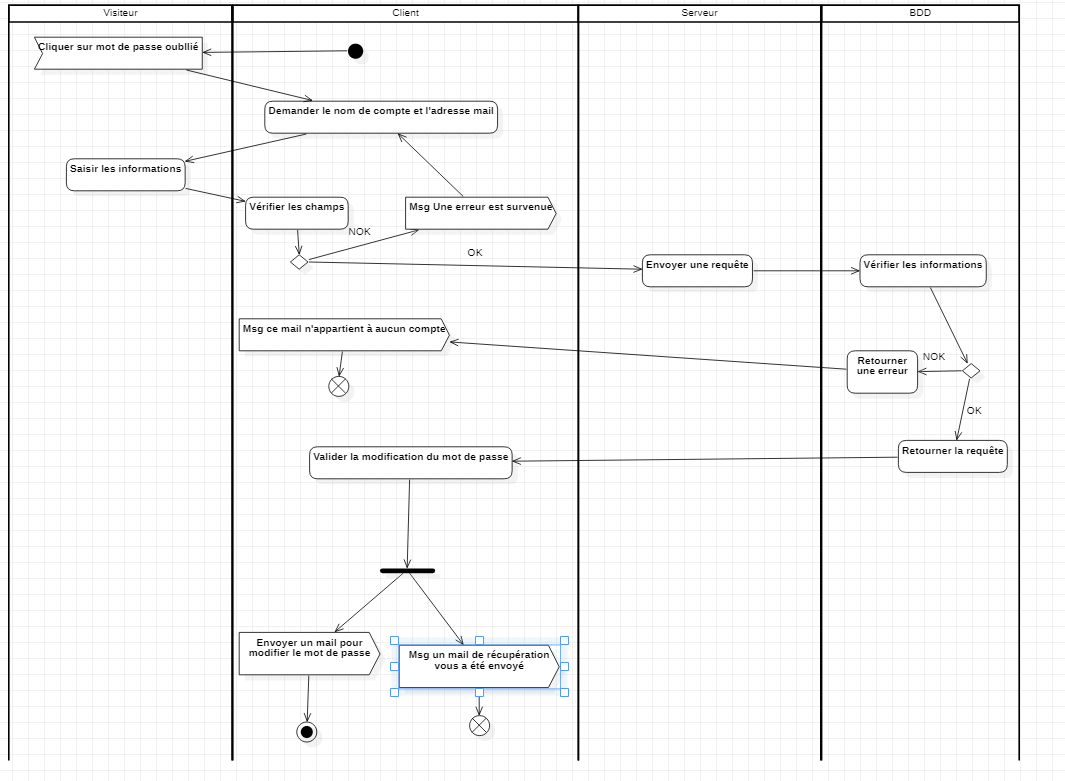 Visiteur
Client
Serveur
BDD
Cliquer sur mot de passe oubllié
Demander le nom de compte et l'adresse mail
Saisir les informations
Vérifier les champs
Msg Une erreur est survenue
NOK
OK
Envoyer une requête
Vérifier les informations
Msg ce mail n'appartient à aucun compte
Retourner
une erreur
NOK
OK
Valider la modification du mot de passe
Retourner la requête
Envoyer un mail pour
modifier le mot de passe
Msg un mail de récupération
vous a été envoyé